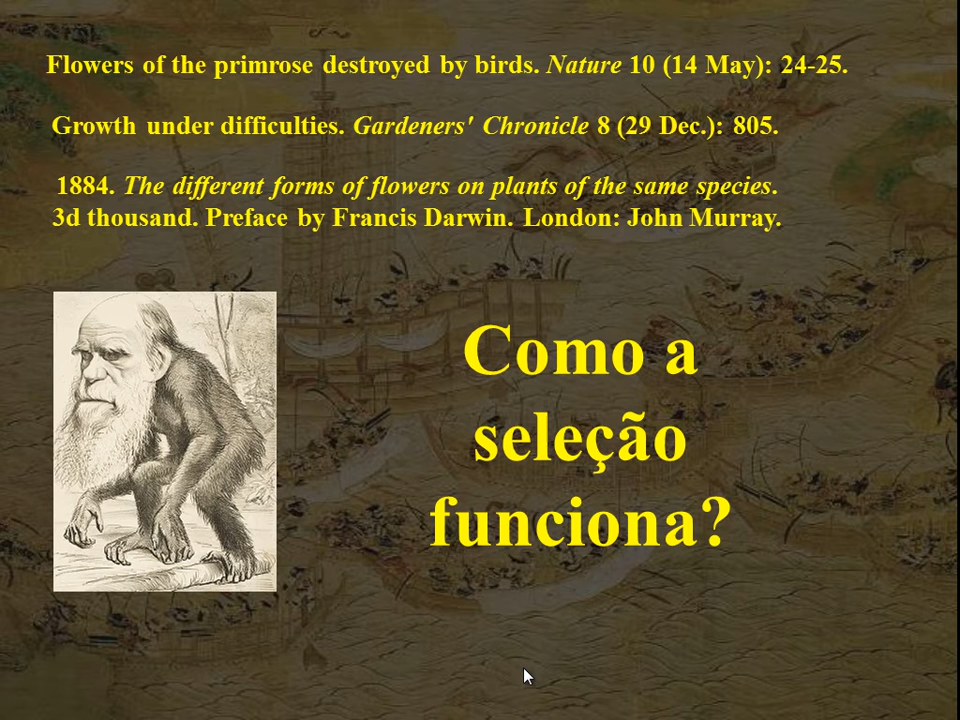 Flowers of the primrose destroyed by birds. Nature 10 (14 May): 24-25.
Growth under difficulties. Gardeners' Chronicle 8 (29 Dec.): 805.
1884. The different forms of flowers on plants of the same species.
3d thousand. Preface by Francis Darwin. London: John Murray.
Como a
seleção
funciona?